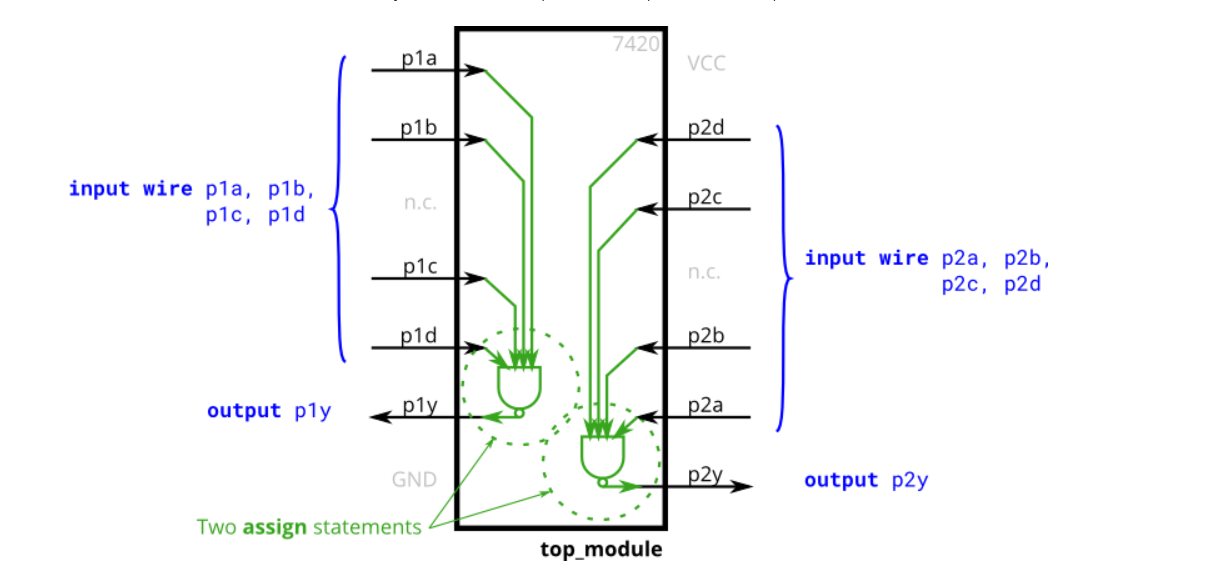 7420
p1a
VCC
p1b
p2d
input wire p1a, p1b,
p1c, p1d
n.c.
p2c
p1c
n.c.
input wire p2a, p2b,
p2c, p2d
p1d
p2b
output p1y
p1y
p2a
GND
p2y
output p2y
Two assign statements
top_module